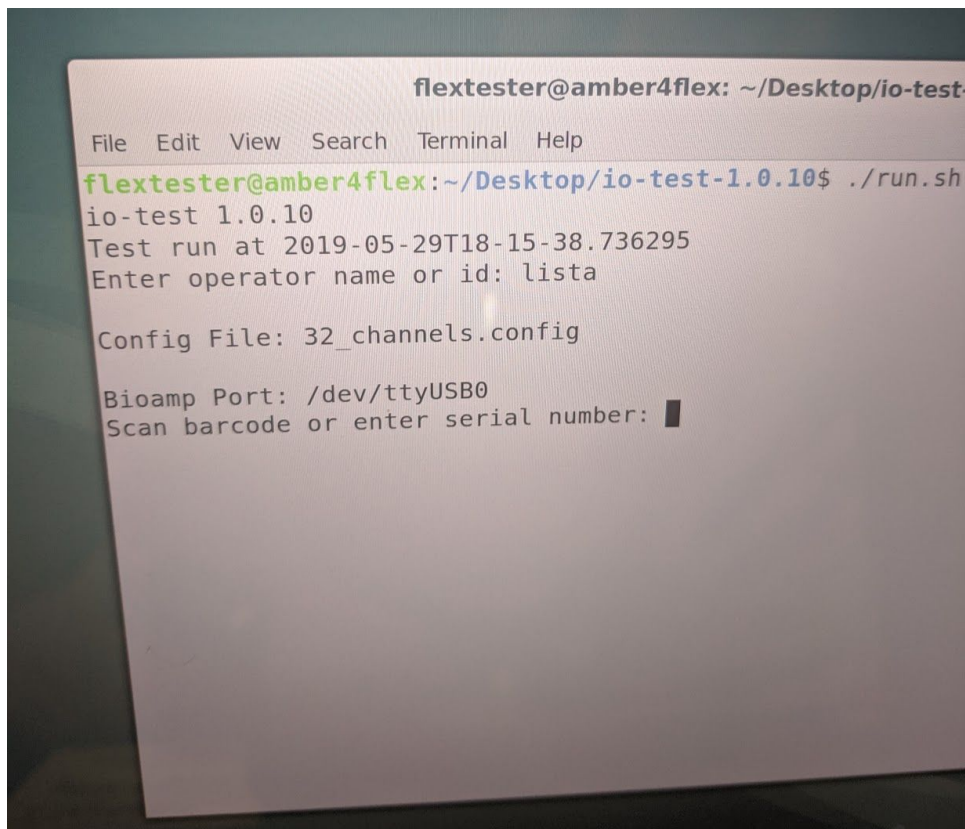 flextester@amber4flex: ~/Desktop/io-test-
File Edit View Search Terminal Help
flextester@amber4flex:~/Desktop/io-test-1.0.10$ ./run.sh
io-test 1.0.10
Test run at 2019-05-29T18-15-38.736295
Enter operator name or id: lista
Config File: 32_channels.config
Bioamp Port: /dev/ttyUSB0
Scan barcode or enter serial number: